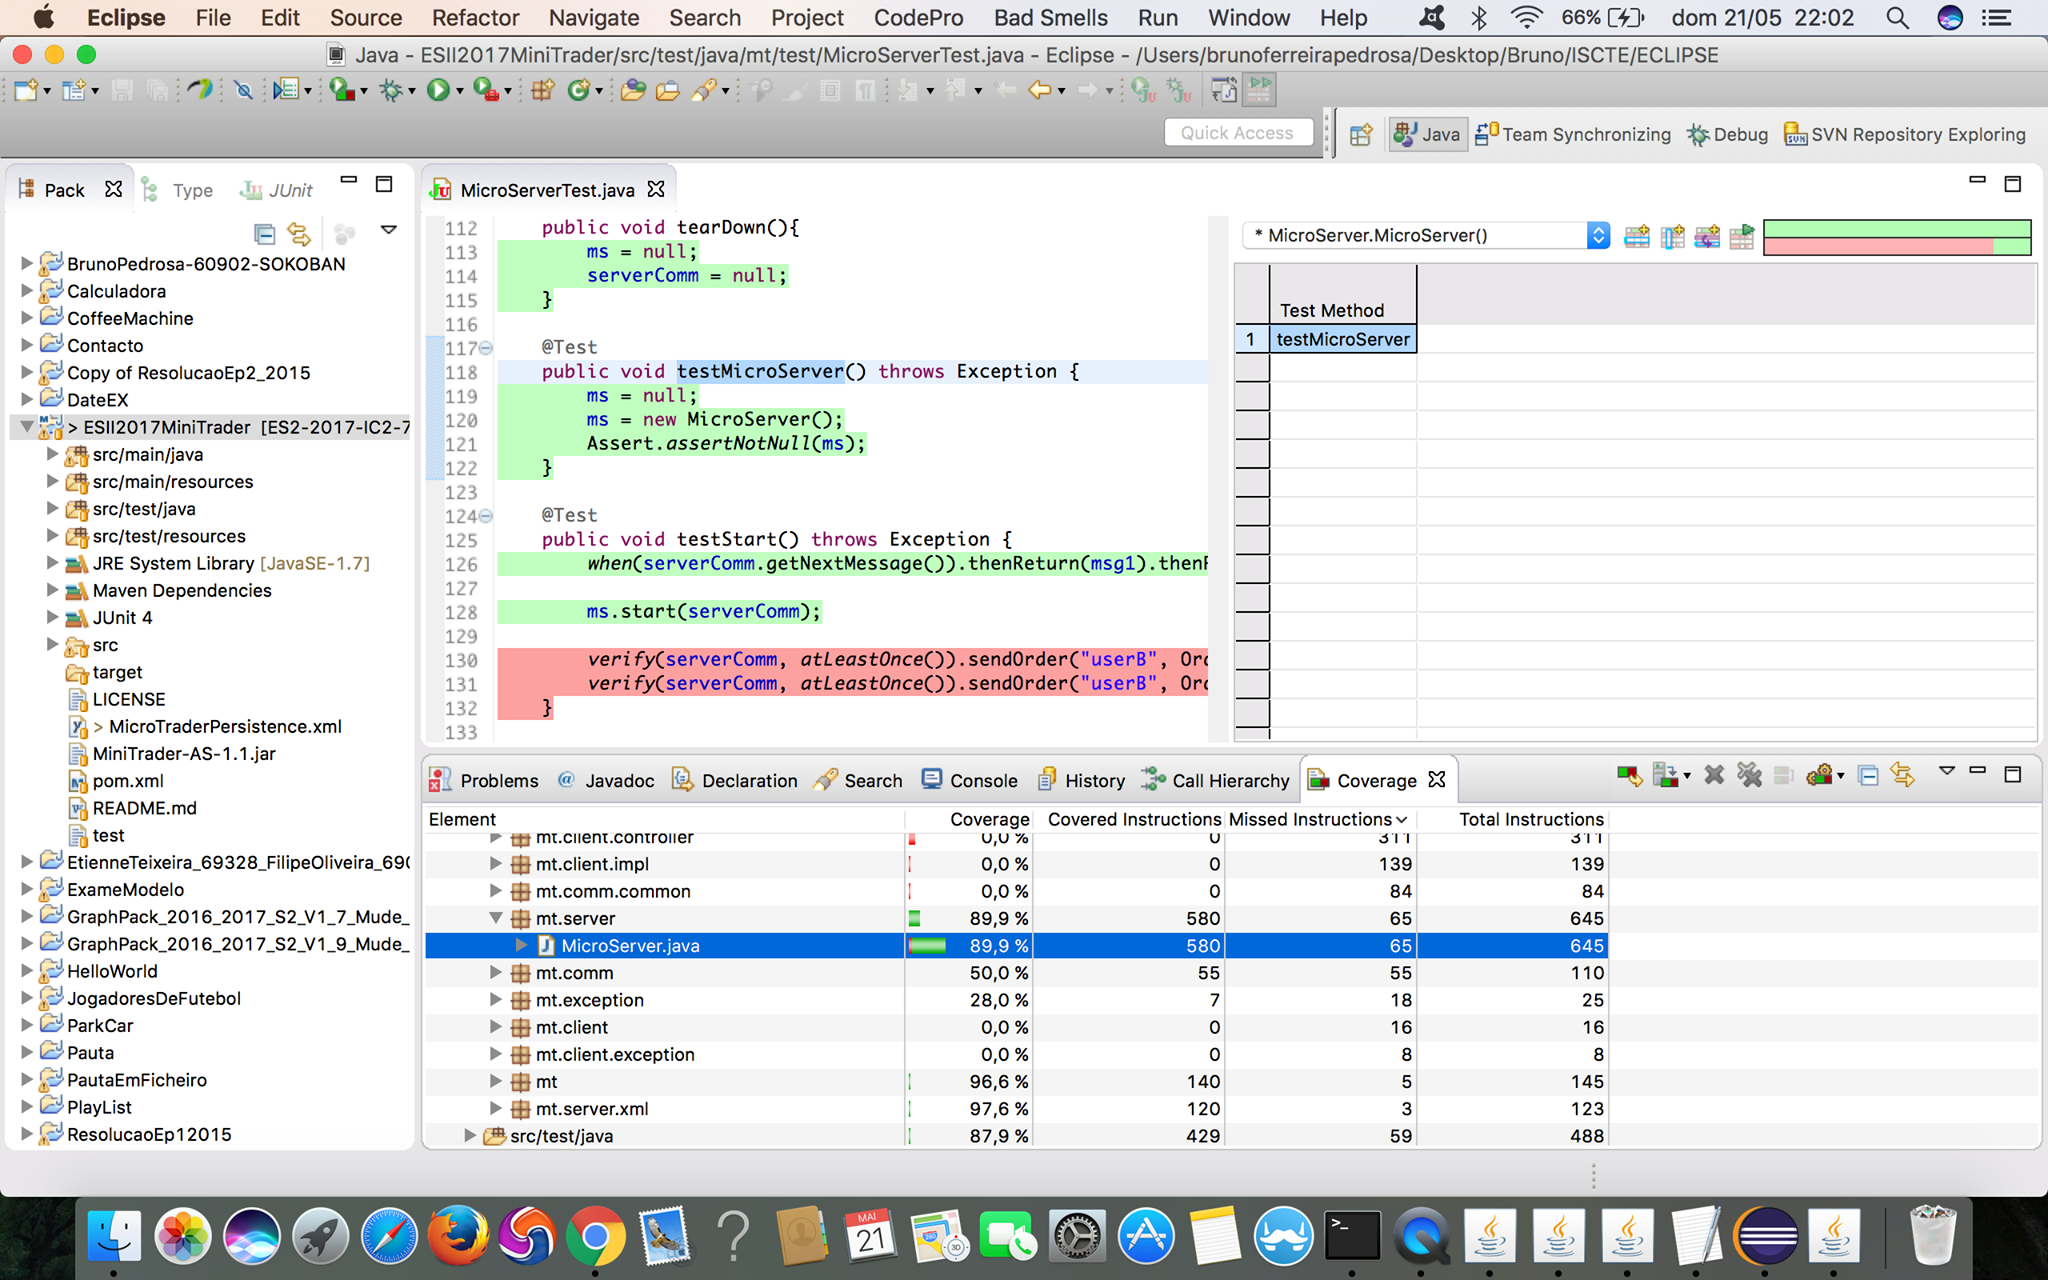 Eclipse File Edit Source Refactor Navigate Search Project CodePro Bad Smells Run Window Help 66% dom 21/05 22:02
Java - ESII2017MiniTrader/src/test/java/mt/test/MicroServerTest.java - Eclipse - /Users/brunoferreirapedrosa/Desktop/Bruno/ISCTE/ECLIPSE
Quick Access Java Team Synchronizing Debug SVN Repository Exploring
Pack Type JUnit
BrunoPedrosa-60902-SOKOBAN
Calculadora
CoffeeMachine
Contacto
Copy of ResolucaoEp2_2015
DateEX
> ESII2017MiniTrader [ES2-2017-IC2-7
src/main/java
src/main/resources
src/test/java
src/test/resources
JRE System Library [JavaSE-1.7]
Maven Dependencies
JUnit 4
src
target
LICENSE
> MicroTraderPersistence.xml
MiniTrader-AS-1.1.jar
pom.xml
README.md
test
EtienneTeixeira_69328_FilipeOliveira_690
ExameModelo
GraphPack_2016_2017_S2_V1_7_Mude_
GraphPack_2016_2017_S2_V1_9_Mude_
HelloWorld
JogadoresDeFutebol
ParkCar
Pauta
PautaEmFicheiro
PlayList
ResolucaoEp12015
MicroServerTest.java
112 public void tearDown(){
113 ms = null;
114 serverComm = null;
115 }
116
117 @Test
118 public void testMicroServer() throws Exception {
119 ms = null;
120 ms = new MicroServer();
121 Assert.assertNotNull(ms);
122 }
123
124 @Test
125 public void testStart() throws Exception {
126 when(serverComm.getNextMessage()).thenReturn(msg1).then
127
128 ms.start(serverComm);
129
130 verify(serverComm, atLeastOnce()).sendOrder("userB", Or
131 verify(serverComm, atLeastOnce()).sendOrder("userB", Or
132 }
133
* MicroServer.MicroServer()
Test Method
1 testMicroServer
Problems Javadoc Declaration Search Console History Call Hierarchy Coverage
Element Coverage Covered Instructions Missed Instructions Total Instructions
mt.client.controller 0,0 % 0 311 311
mt.client.impl 0,0 % 0 139 139
mt.comm.common 0,0 % 0 84 84
mt.server 89,9 % 580 65 645
MicroServer.java 89,9 % 580 65 645
mt.comm 50,0 % 55 55 110
mt.exception 28,0 % 7 18 25
mt.client 0,0 % 0 16 16
mt.client.exception 0,0 % 0 8 8
mt 96,6 % 140 5 145
mt.server.xml 97,6 % 120 3 123
src/test/java 87,9 % 429 59 488
MAI
21
3D
>_